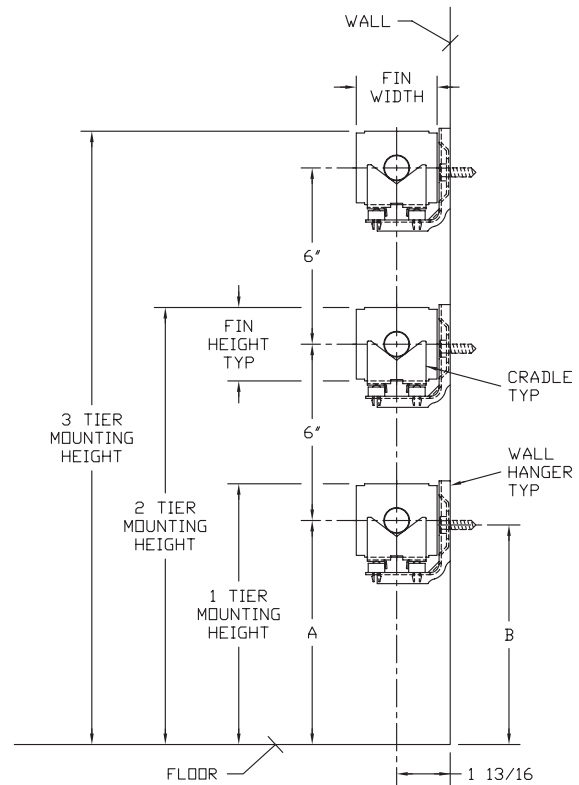 WALL
FIN
WIDTH
6"
FIN
HEIGHT
TYP
CRADLE
TYP
3 TIER
MOUNTING
HEIGHT
6"
WALL
HANGER
TYP
2 TIER
MOUNTING
HEIGHT
1 TIER
MOUNTING
HEIGHT
A
B
FLOOR
1 13/16